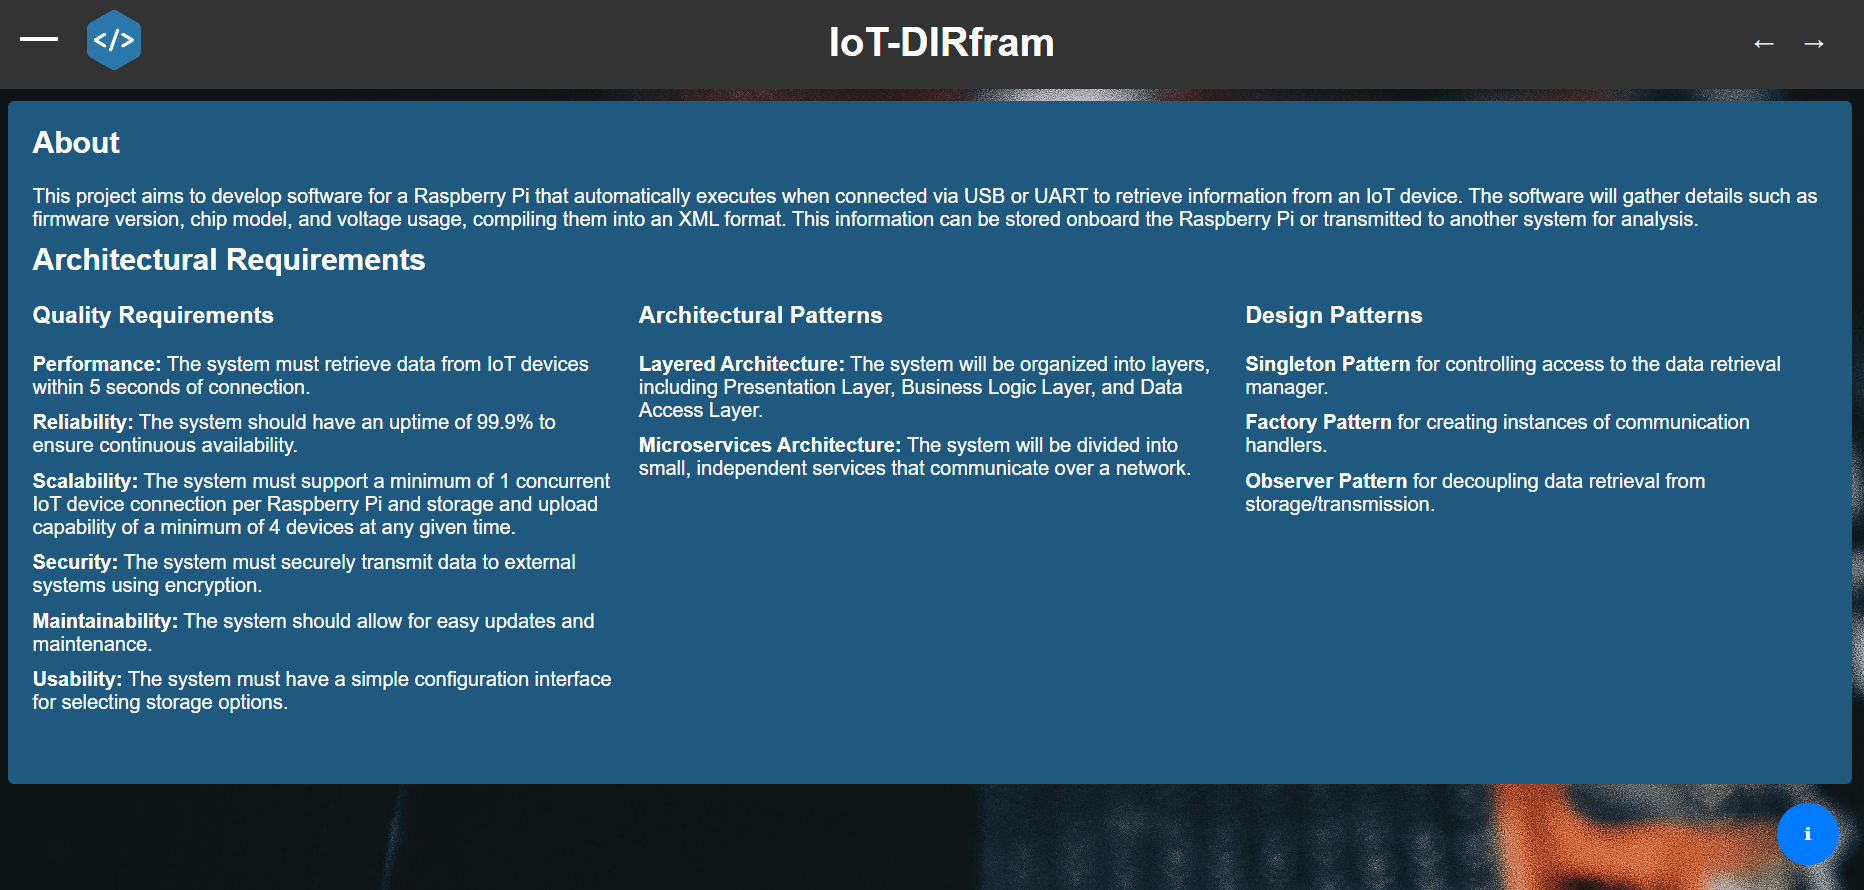 </>
IoT-DIRfram
← →
About
This project aims to develop software for a Raspberry Pi that automatically executes when connected via USB or UART to retrieve information from an IoT device. The software will gather details such as
firmware version, chip model, and voltage usage, compiling them into an XML format. This information can be stored onboard the Raspberry Pi or transmitted to another system for analysis.
Architectural Requirements
Quality Requirements
Performance: The system must retrieve data from IoT devices
within 5 seconds of connection.
Reliability: The system should have an uptime of 99.9% to
ensure continuous availability.
Scalability: The system must support a minimum of 1 concurrent
IoT device connection per Raspberry Pi and storage and upload
capability of a minimum of 4 devices at any given time.
Security: The system must securely transmit data to external
systems using encryption.
Maintainability: The system should allow for easy updates and
maintenance.
Usability: The system must have a simple configuration interface
for selecting storage options.
Architectural Patterns
Layered Architecture: The system will be organized into layers,
including Presentation Layer, Business Logic Layer, and Data
Access Layer.
Microservices Architecture: The system will be divided into
small, independent services that communicate over a network.
Design Patterns
Singleton Pattern for controlling access to the data retrieval
manager.
Factory Pattern for creating instances of communication
handlers.
Observer Pattern for decoupling data retrieval from
storage/transmission.
i